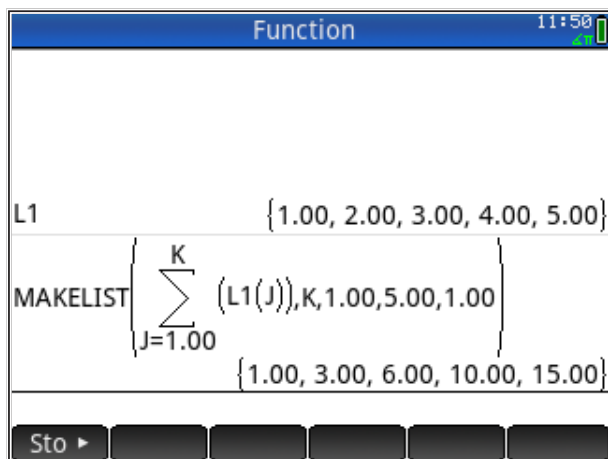 Function
11:50
∡π
L1
{1.00, 2.00, 3.00, 4.00, 5.00}
K
MAKELIST(∑(L1(J)),K,1.00,5.00,1.00)
J=1.00
{1.00, 3.00, 6.00, 10.00, 15.00}
Sto ►